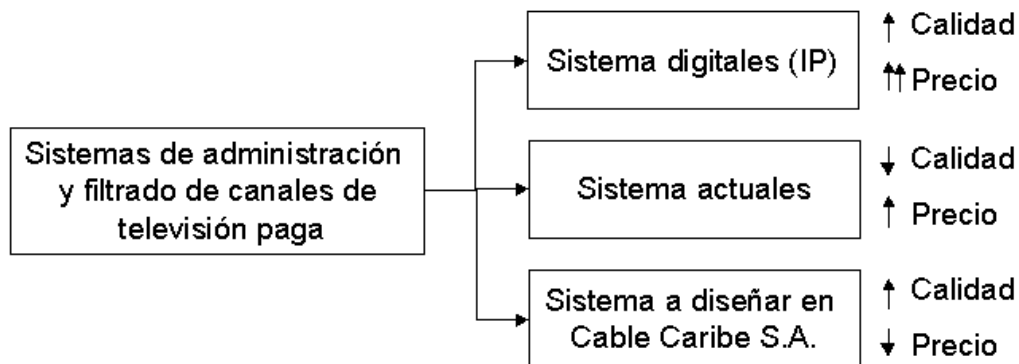 Sistema digitales (IP)
↑ Calidad
↑↑ Precio
Sistemas de administración
y filtrado de canales de
televisión paga
Sistema actuales
↓ Calidad
↑ Precio
Sistema a diseñar en
Cable Caribe S.A.
↑ Calidad
↓ Precio